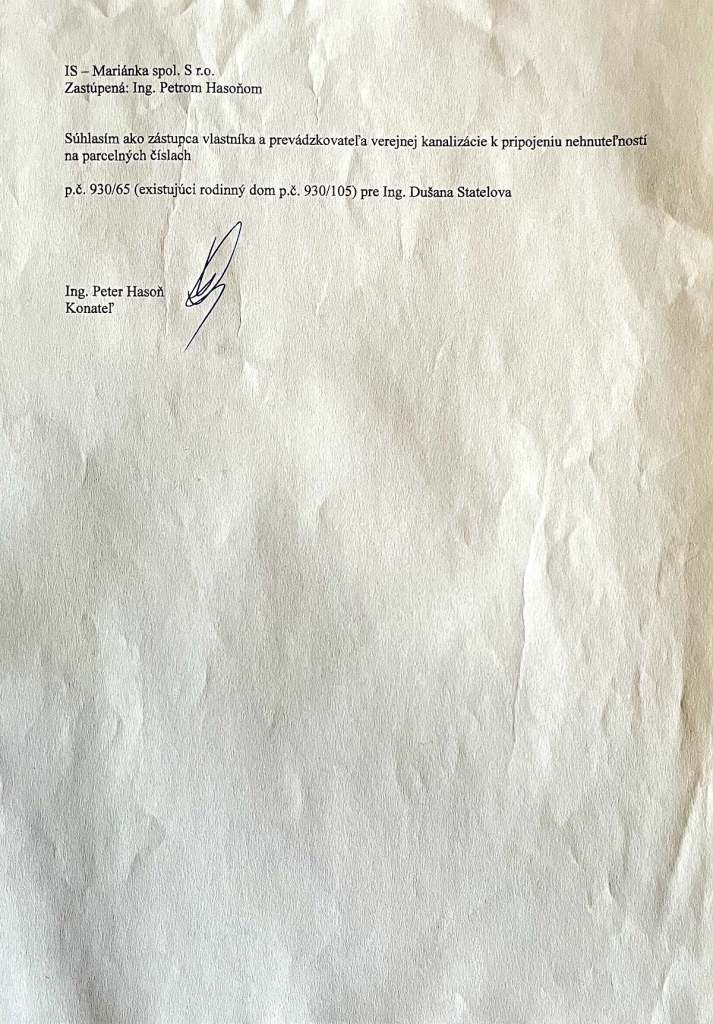 IS – Mariánka spol. S r.o.
Zastúpená: Ing. Petrom Hasoňom
Súhlasím ako zástupca vlastníka a prevádzkovateľa verejnej kanalizácie k pripojeniu nehnuteľností
na parcelných číslach
p.č. 930/65 (existujúci rodinný dom p.č. 930/105) pre Ing. Dušana Statelova
Ing. Peter Hasoň
Konateľ